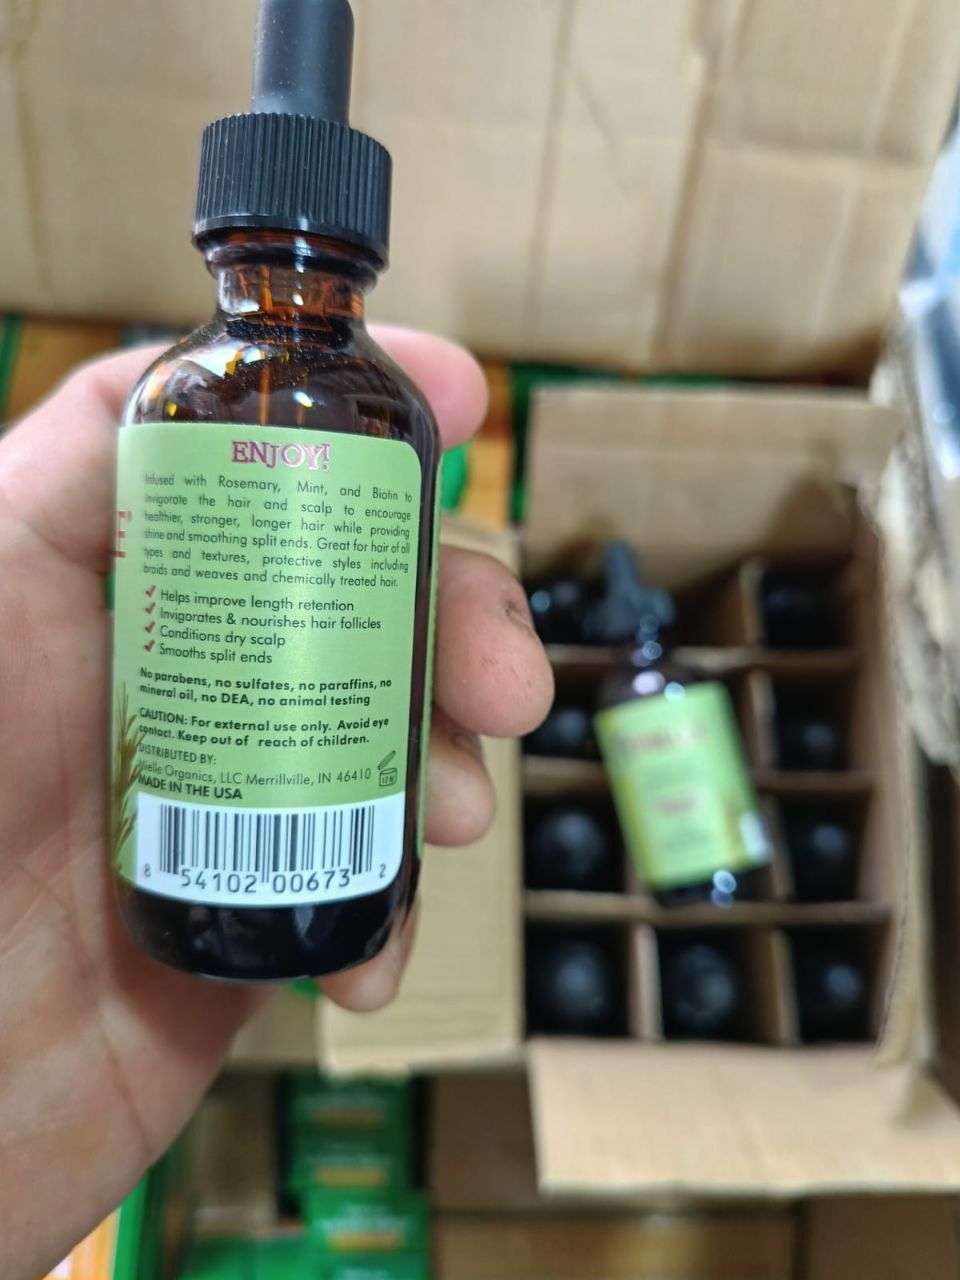 ENJOY!
Infused with Rosemary, Mint, and Biotin to
invigorate the hair and scalp to encourage
healthier, stronger, longer hair while providing
shine and smoothing split ends. Great for hair of all
types and textures, protective styles including
braids and weaves and chemically treated hair.
Helps improve length retention
Invigorates & nourishes hair follicles
Conditions dry scalp
Smooths split ends
No parabens, no sulfates, no paraffins, no
mineral oil, no DEA, no animal testing
CAUTION: For external use only. Avoid eye
contact. Keep out of reach of children.
DISTRIBUTED BY:
Mielle Organics, LLC Merrillville, IN 46410
MADE IN THE USA
8 54102 00673 2